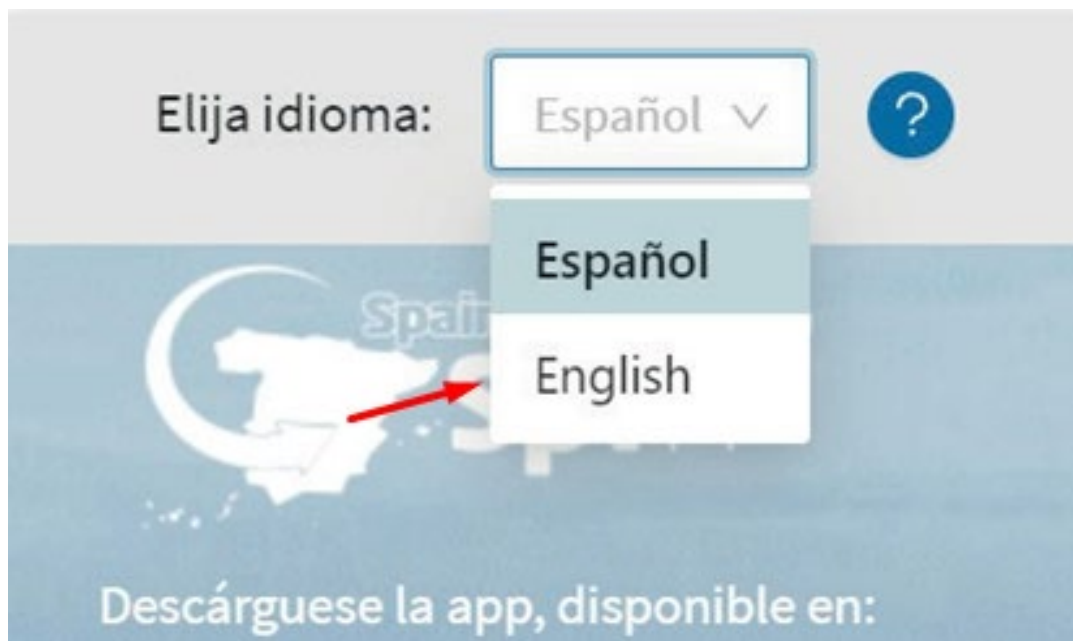 Elija idioma:
Español
?
Español
English
Descárguese la app, disponible en: